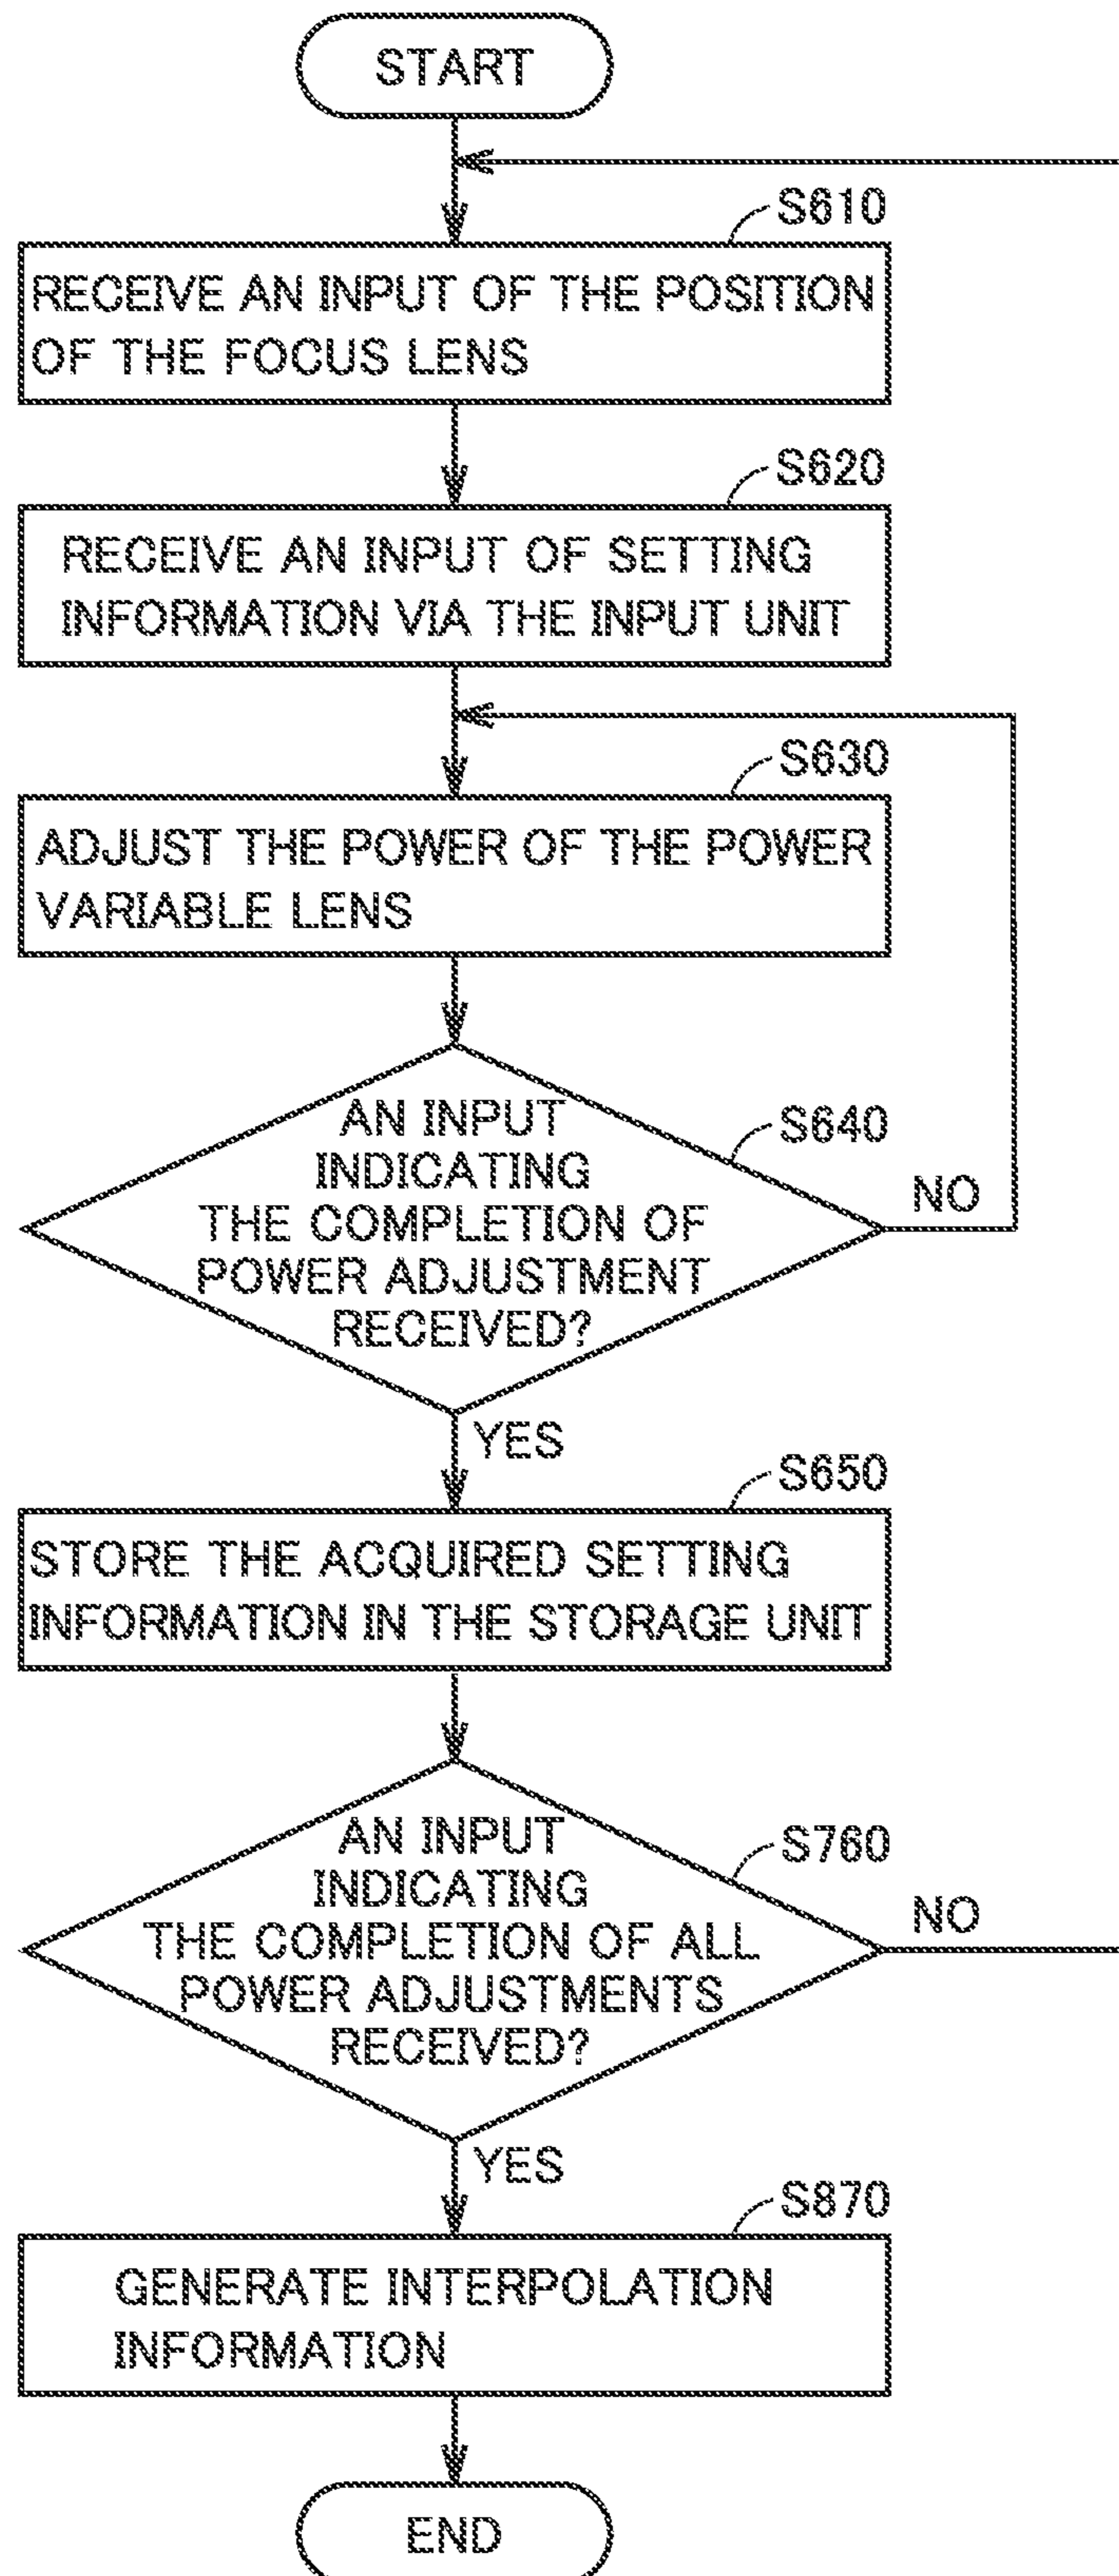 START
S610
RECEIVE AN INPUT OF THE POSITION
OF THE FOCUS LENS
S620
RECEIVE AN INPUT OF SETTING
INFORMATION VIA THE INPUT UNIT
S630
ADJUST THE POWER OF THE POWER
VARIABLE LENS
AN INPUT
INDICATING
THE COMPLETION OF
POWER ADJUSTMENT
RECEIVED?
S640
NO
YES
S650
STORE THE ACQUIRED SETTING
INFORMATION IN THE STORAGE UNIT
AN INPUT
INDICATING
THE COMPLETION OF ALL
POWER ADJUSTMENTS
RECEIVED?
S760
NO
YES
S870
GENERATE INTERPOLATION
INFORMATION
END